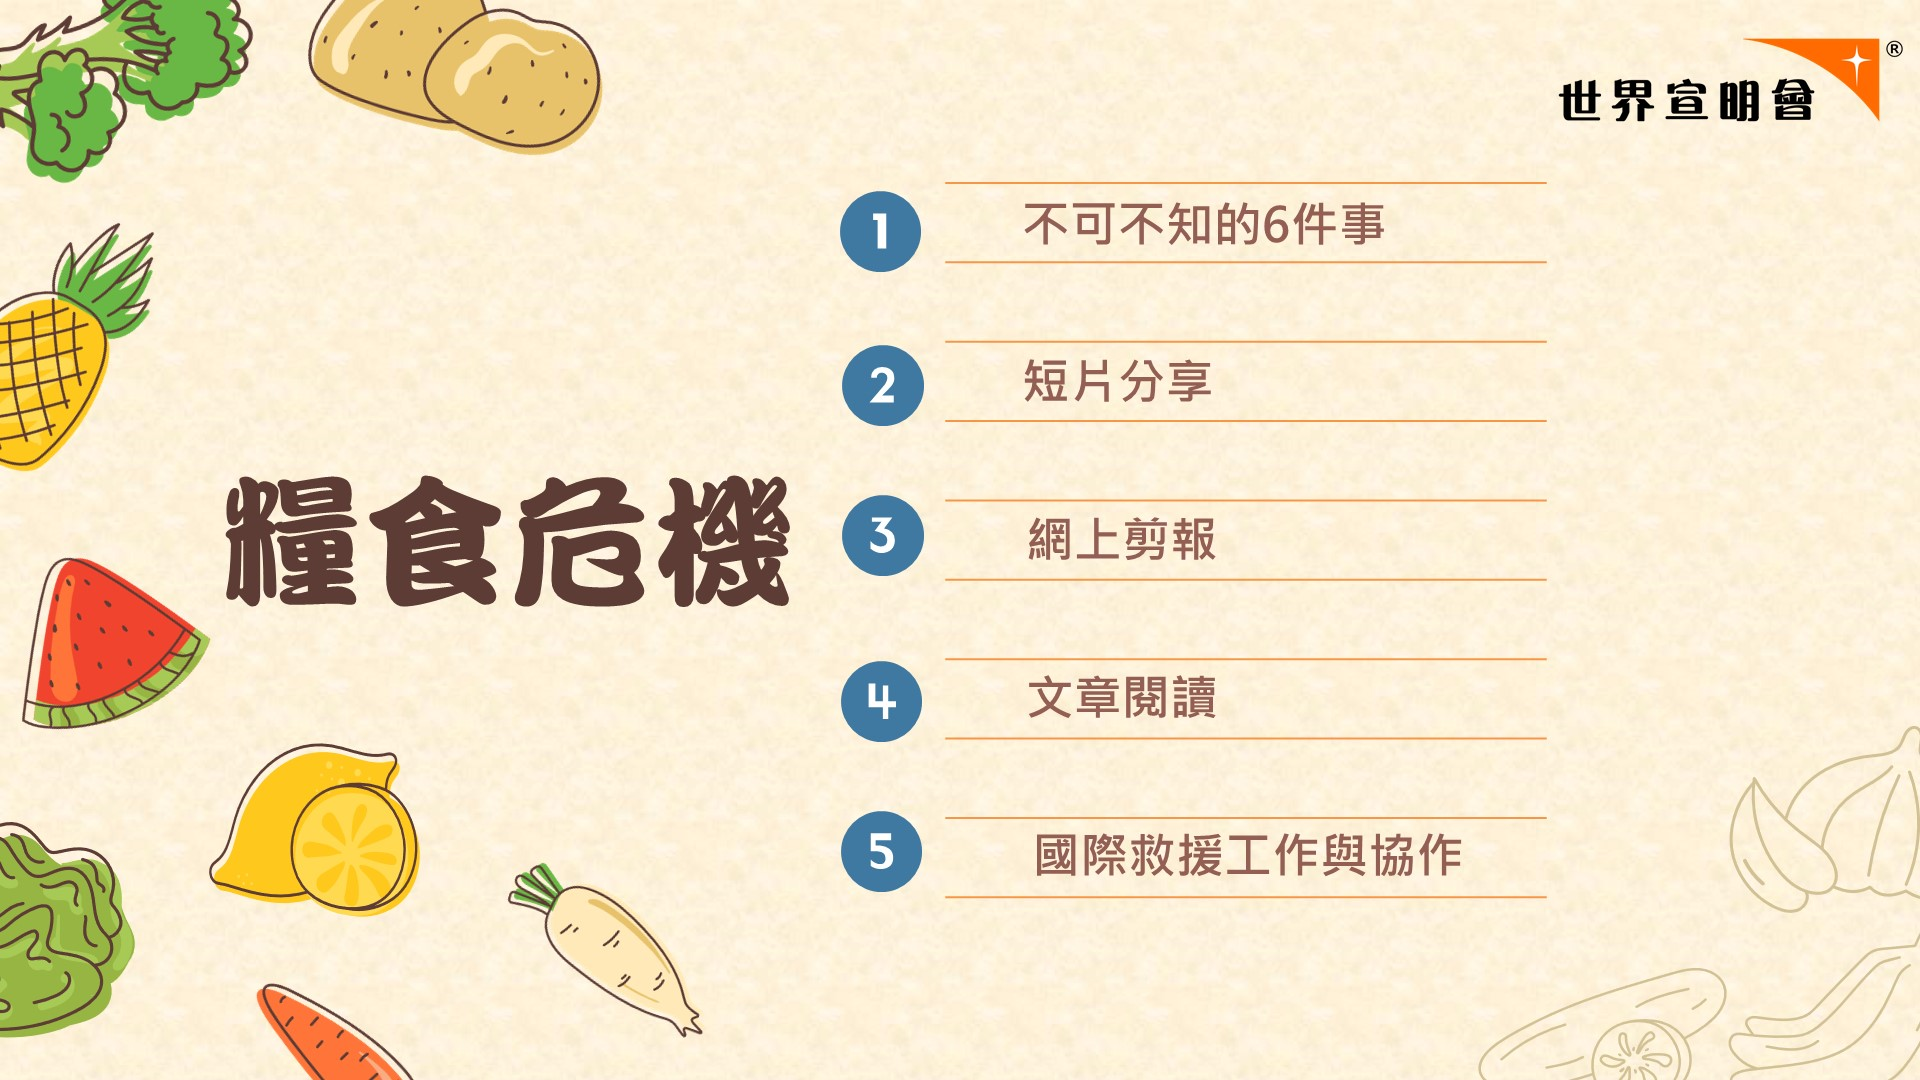 世界宣明會®
糧食危機
1 不可不知的6件事
2 短片分享
3 網上剪報
4 文章閱讀
5 國際救援工作與協作